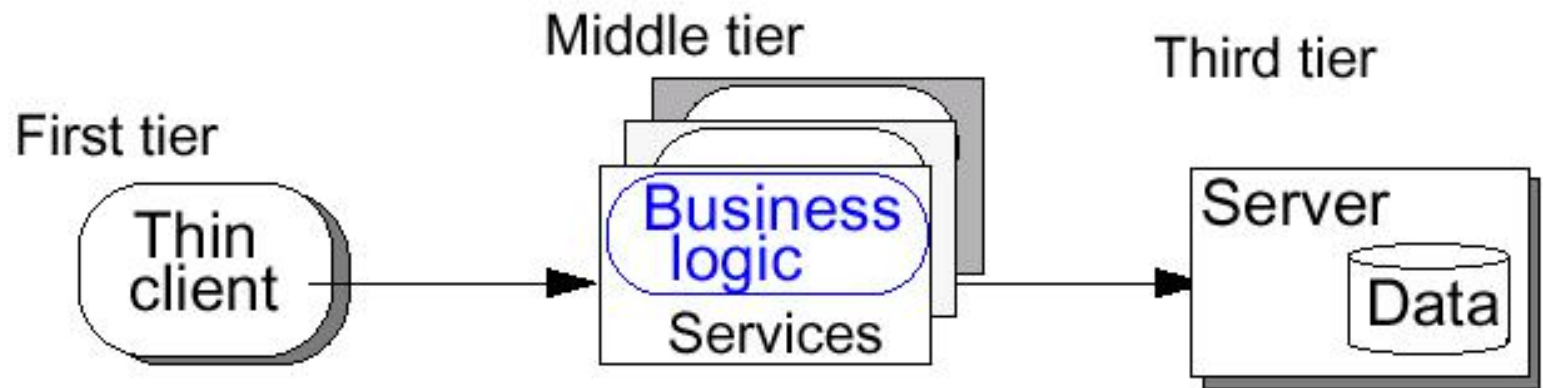 First tier
Thin
client
Middle tier
Business
logic
Services
Third tier
Server
Data